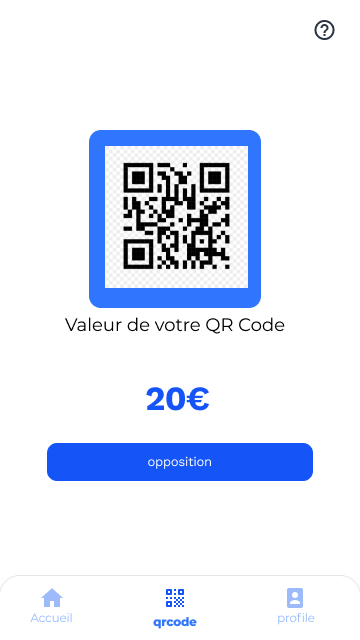 Valeur de votre QR Code
20€
opposition
Accueil
qrcode
profile